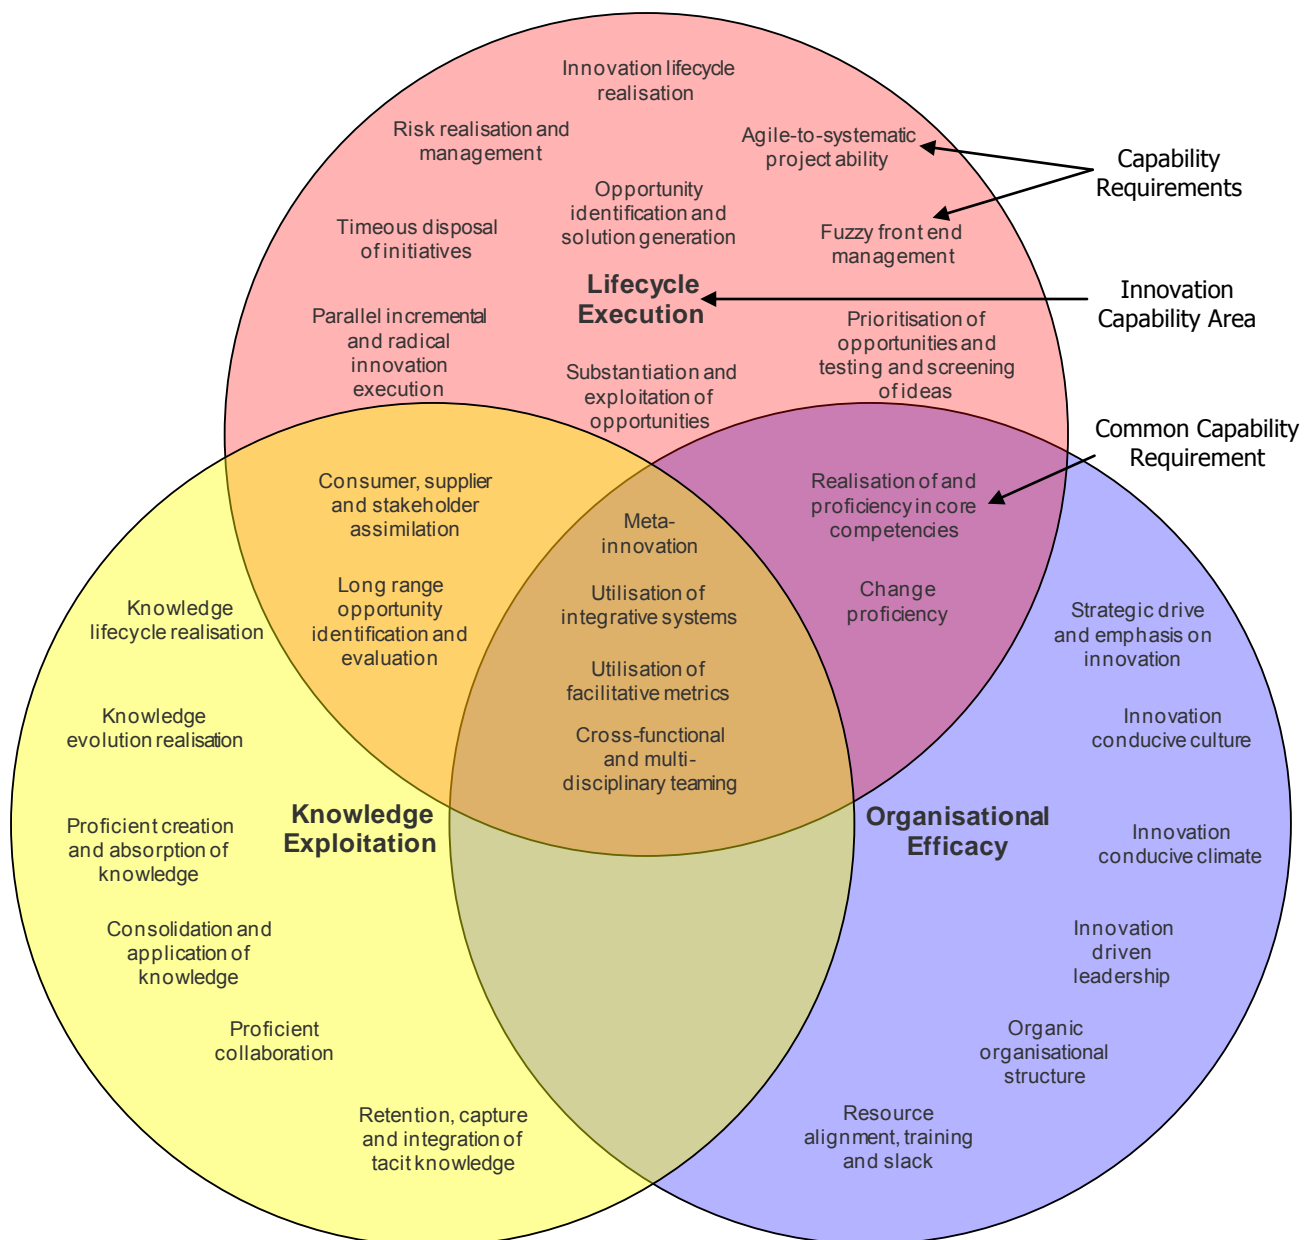 Innovation lifecycle
realisation
Risk realisation and
management
Agile-to-systematic
project ability
Capability
Requirements
Opportunity
identification and
solution generation
Timeous disposal
of initiatives
Fuzzy front end
management
Lifecycle
Execution
Innovation
Capability Area
Parallel incremental
and radical
innovation
execution
Prioritisation of
opportunities and
testing and screening
of ideas
Substantiation and
exploitation of
opportunities
Common Capability
Requirement
Consumer, supplier
and stakeholder
assimilation
Meta-
innovation
Realisation of and
proficiency in core
competencies
Knowledge
lifecycle realisation
Long range
opportunity
identification and
evaluation
Utilisation of
integrative systems
Change
proficiency
Strategic drive
and emphasis on
innovation
Utilisation of
facilitative metrics
Knowledge
evolution realisation
Cross-functional
and multi-
disciplinary teaming
Innovation
conducive culture
Knowledge
Exploitation
Organisational
Efficacy
Proficient creation
and absorption of
knowledge
Innovation
conducive climate
Consolidation and
application of
knowledge
Innovation
driven
leadership
Proficient
collaboration
Organic
organisational
structure
Retention, capture
and integration of
tacit knowledge
Resource
alignment, training
and slack